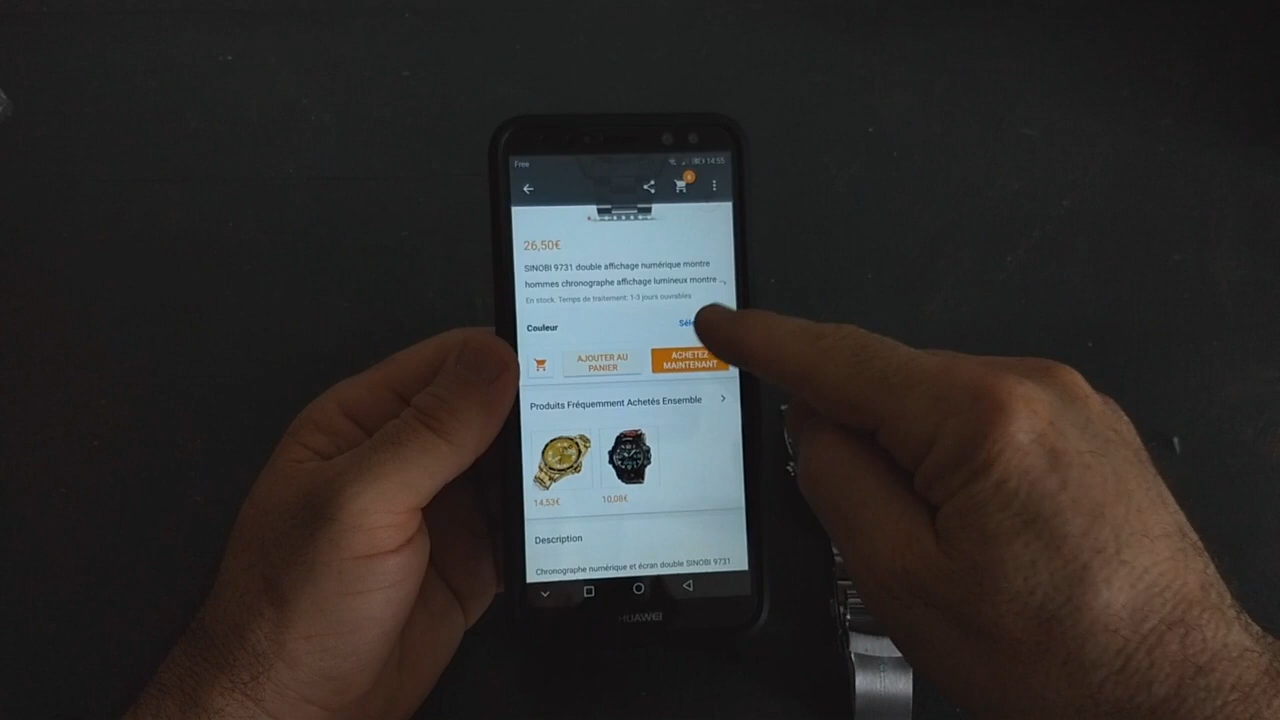 Free
14:55
26,50€
SINOBI 9731 double affichage numérique montre
hommes chronographe affichage lumineux montre ...
En stock. Temps de traitement: 1-3 jours ouvrables
Couleur
AJOUTER AU
PANIER
ACHETEZ
MAINTENANT
Produits Fréquemment Achetés Ensemble
14,53€
10,08€
Description
Chronographe numérique et écran double SINOBI 9731
HUAWEI